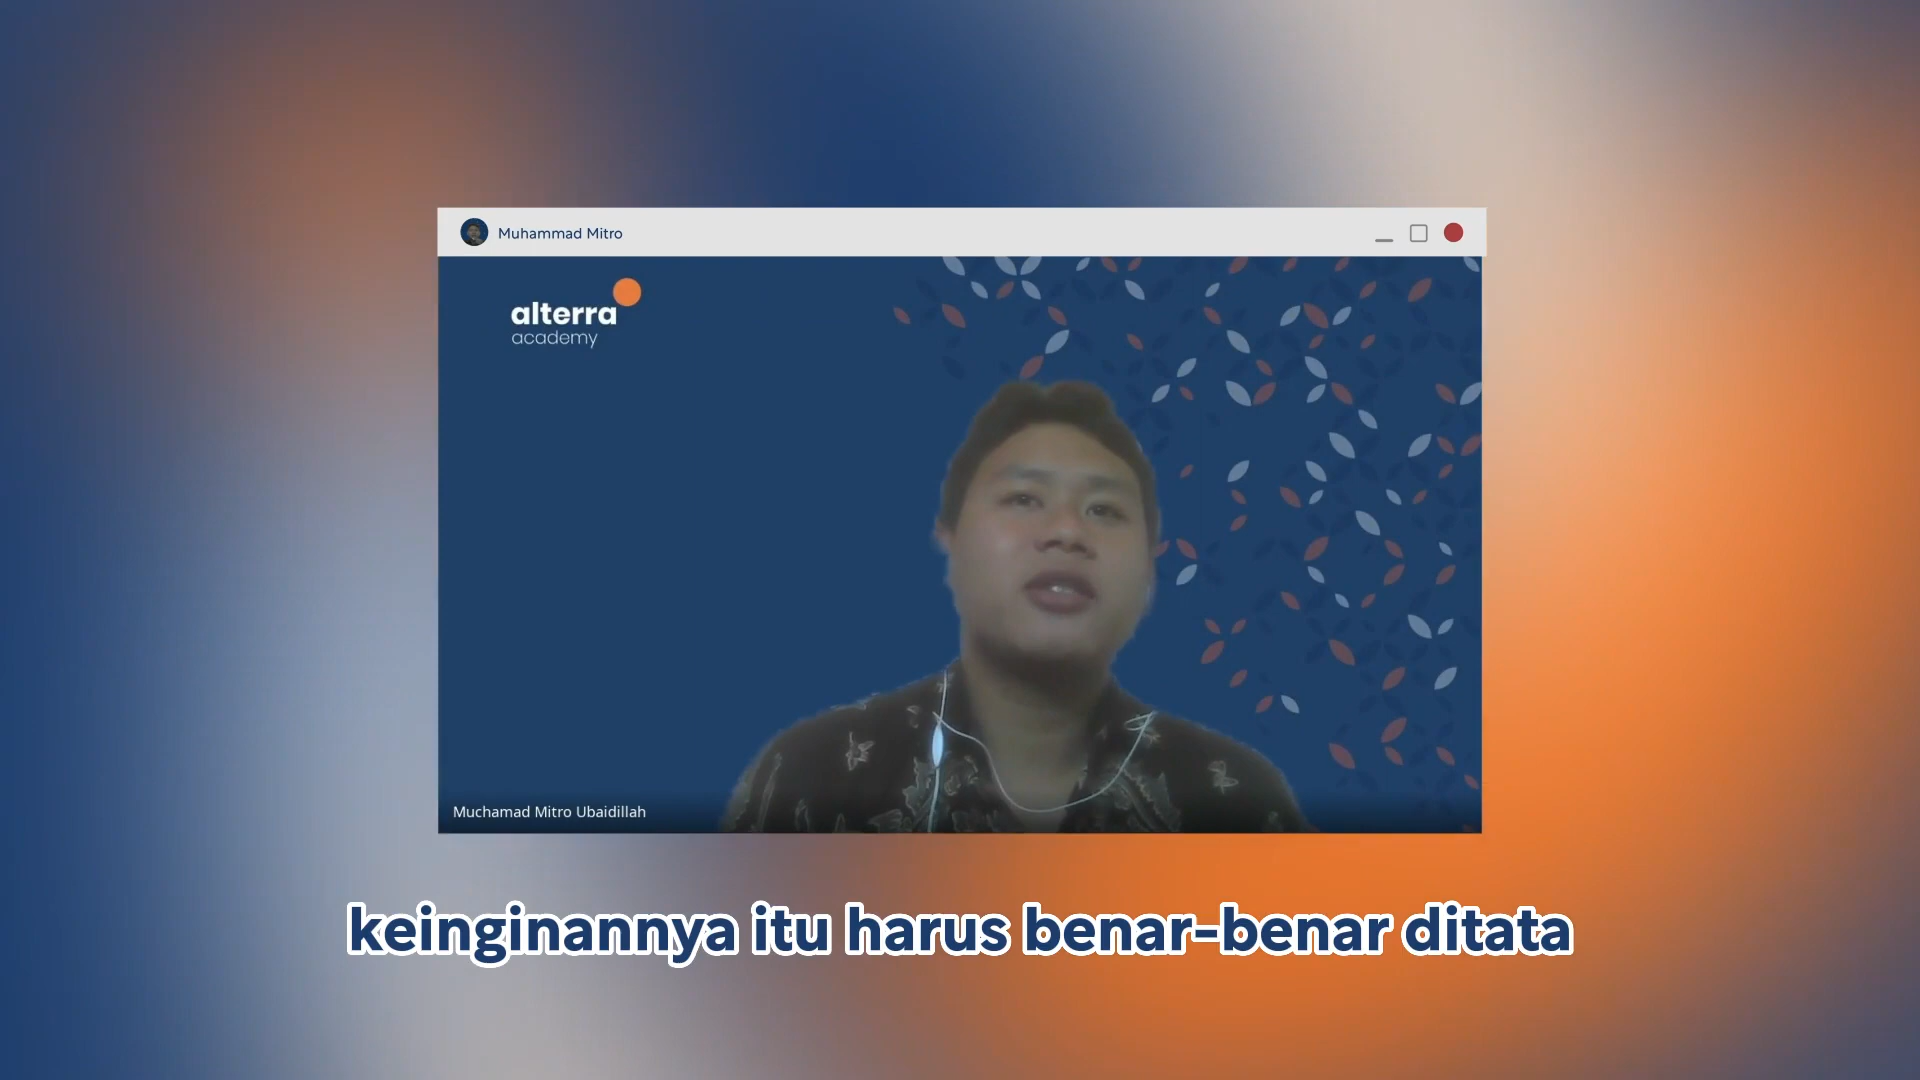 Muhammad Mitro
alterra
academy
Muchamad Mitro Ubaidillah
keinginannya itu harus benar-benar ditata